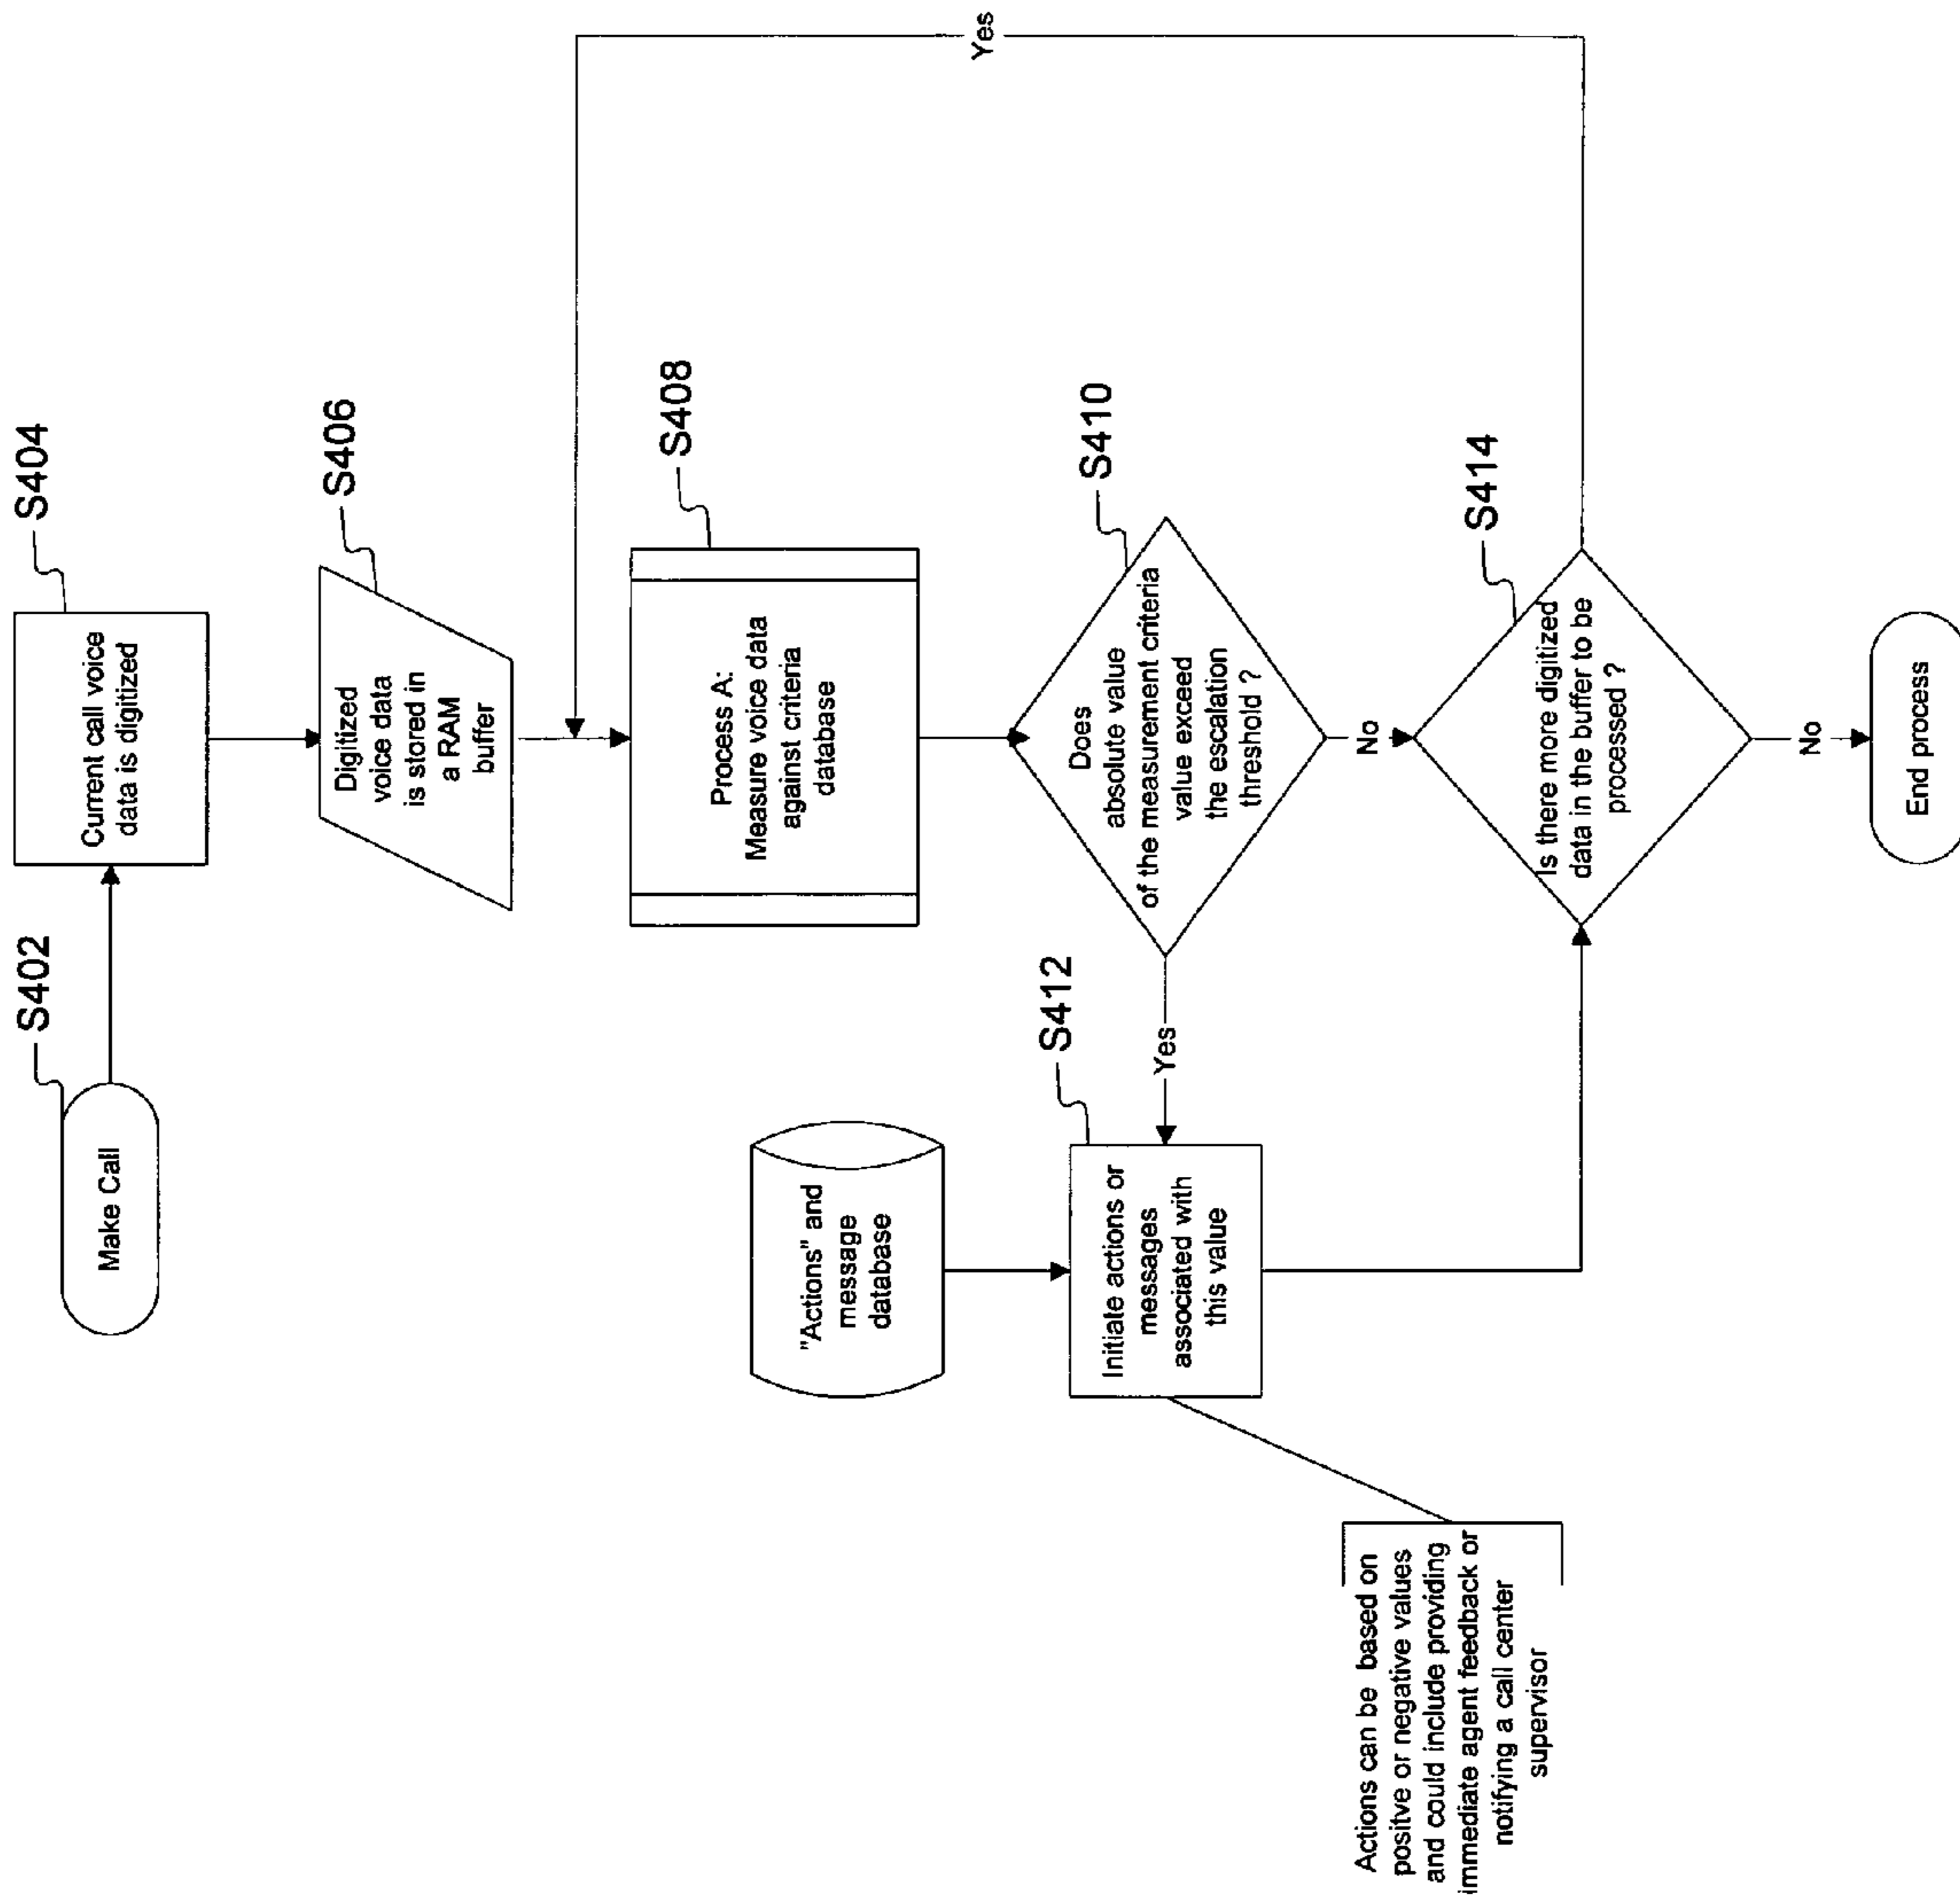 S402
Make Call
S404
Current call voice
data is digitized
S406
Digitized
voice data
is stored in
a RAM
buffer
S408
Process A:
Measure voice data
against criteria
database
S410
Does
absolute value
of the measurement criteria
value exceed
the escalation
threshold ?
Yes
No
"Actions" and
message
database
S412
Initiate actions or
messages
associated with
this value
Actions can be based on
positve or negative values
and could include providing
immediate agent feedback or
notifying a call center
supervisor
S414
Is there more digitized
data in the buffer to be
processed ?
Yes
No
End process